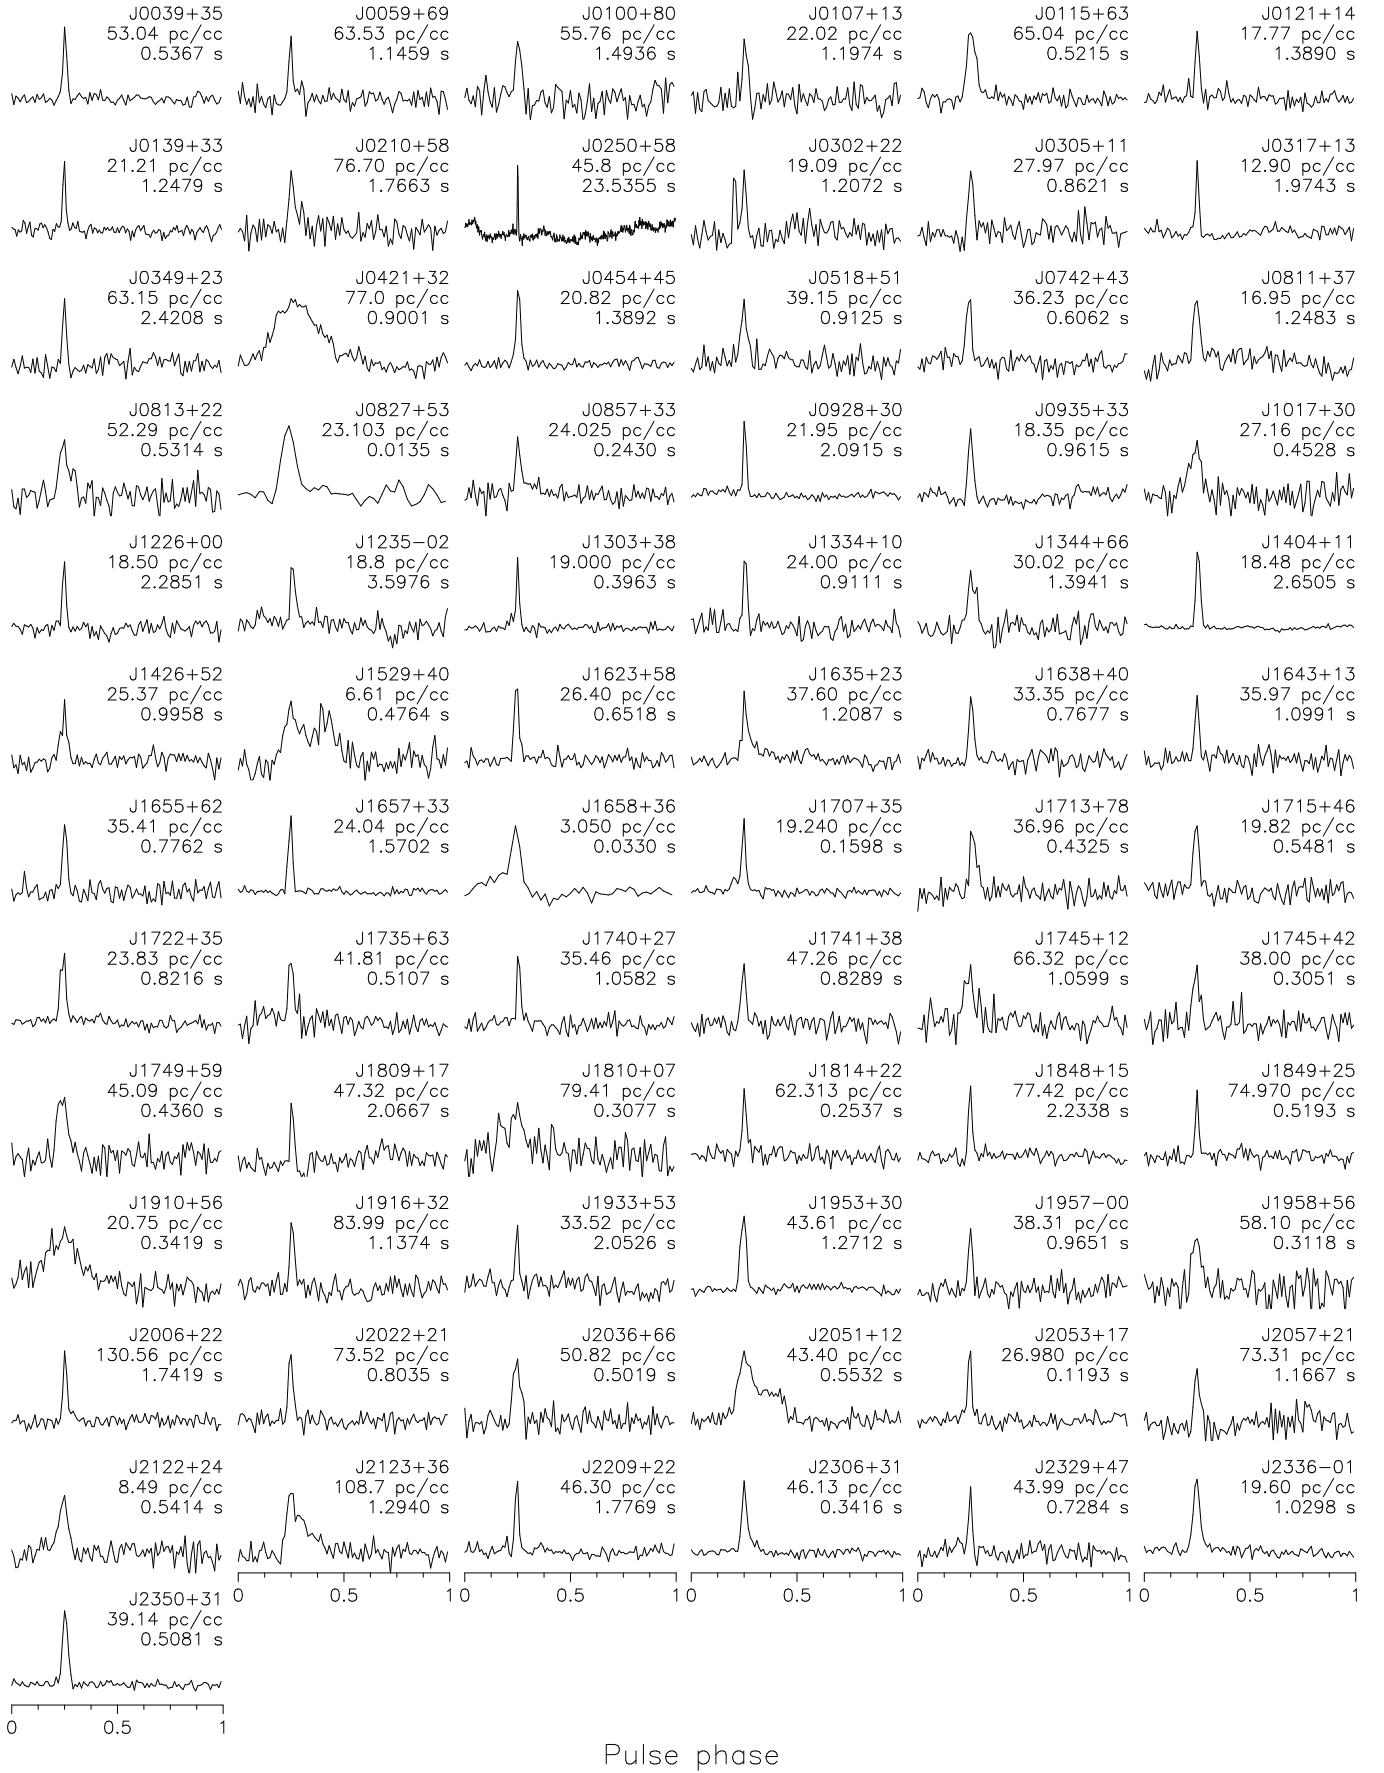 J0039+35
53.04 pc/cc
0.5367 s
J0059+69
63.53 pc/cc
1.1459 s
J0100+80
55.76 pc/cc
1.4936 s
J0107+13
22.02 pc/cc
1.1974 s
J0115+63
65.04 pc/cc
0.5215 s
J0121+14
17.77 pc/cc
1.3890 s
J0139+33
21.21 pc/cc
1.2479 s
J0210+58
76.70 pc/cc
1.7663 s
J0250+58
45.8 pc/cc
23.5355 s
J0302+22
19.09 pc/cc
1.2072 s
J0305+11
27.97 pc/cc
0.8621 s
J0317+13
12.90 pc/cc
1.9743 s
J0349+23
63.15 pc/cc
2.4208 s
J0421+32
77.0 pc/cc
0.9001 s
J0454+45
20.82 pc/cc
1.3892 s
J0518+51
39.15 pc/cc
0.9125 s
J0742+43
36.23 pc/cc
0.6062 s
J0811+37
16.95 pc/cc
1.2483 s
J0813+22
52.29 pc/cc
0.5314 s
J0827+53
23.103 pc/cc
0.0135 s
J0857+33
24.025 pc/cc
0.2430 s
J0928+30
21.95 pc/cc
2.0915 s
J0935+33
18.35 pc/cc
0.9615 s
J1017+30
27.16 pc/cc
0.4528 s
J1226+00
18.50 pc/cc
2.2851 s
J1235−02
18.8 pc/cc
3.5976 s
J1303+38
19.000 pc/cc
0.3963 s
J1334+10
24.00 pc/cc
0.9111 s
J1344+66
30.02 pc/cc
1.3941 s
J1404+11
18.48 pc/cc
2.6505 s
J1426+52
25.37 pc/cc
0.9958 s
J1529+40
6.61 pc/cc
0.4764 s
J1623+58
26.40 pc/cc
0.6518 s
J1635+23
37.60 pc/cc
1.2087 s
J1638+40
33.35 pc/cc
0.7677 s
J1643+13
35.97 pc/cc
1.0991 s
J1655+62
35.41 pc/cc
0.7762 s
J1657+33
24.04 pc/cc
1.5702 s
J1658+36
3.050 pc/cc
0.0330 s
J1707+35
19.240 pc/cc
0.1598 s
J1713+78
36.96 pc/cc
0.4325 s
J1715+46
19.82 pc/cc
0.5481 s
J1722+35
23.83 pc/cc
0.8216 s
J1735+63
41.81 pc/cc
0.5107 s
J1740+27
35.46 pc/cc
1.0582 s
J1741+38
47.26 pc/cc
0.8289 s
J1745+12
66.32 pc/cc
1.0599 s
J1745+42
38.00 pc/cc
0.3051 s
J1749+59
45.09 pc/cc
0.4360 s
J1809+17
47.32 pc/cc
2.0667 s
J1810+07
79.41 pc/cc
0.3077 s
J1814+22
62.313 pc/cc
0.2537 s
J1848+15
77.42 pc/cc
2.2338 s
J1849+25
74.970 pc/cc
0.5193 s
J1910+56
20.75 pc/cc
0.3419 s
J1916+32
83.99 pc/cc
1.1374 s
J1933+53
33.52 pc/cc
2.0526 s
J1953+30
43.61 pc/cc
1.2712 s
J1957−00
38.31 pc/cc
0.9651 s
J1958+56
58.10 pc/cc
0.3118 s
J2006+22
130.56 pc/cc
1.7419 s
J2022+21
73.52 pc/cc
0.8035 s
J2036+66
50.82 pc/cc
0.5019 s
J2051+12
43.40 pc/cc
0.5532 s
J2053+17
26.980 pc/cc
0.1193 s
J2057+21
73.31 pc/cc
1.1667 s
J2122+24
8.49 pc/cc
0.5414 s
J2123+36
108.7 pc/cc
1.2940 s
J2209+22
46.30 pc/cc
1.7769 s
J2306+31
46.13 pc/cc
0.3416 s
J2329+47
43.99 pc/cc
0.7284 s
J2336−01
19.60 pc/cc
1.0298 s
0 0.5 1 0 0.5 1 0 0.5 1 0 0.5 1 0 0.5 1
J2350+31
39.14 pc/cc
0.5081 s
0 0.5 1
Pulse phase